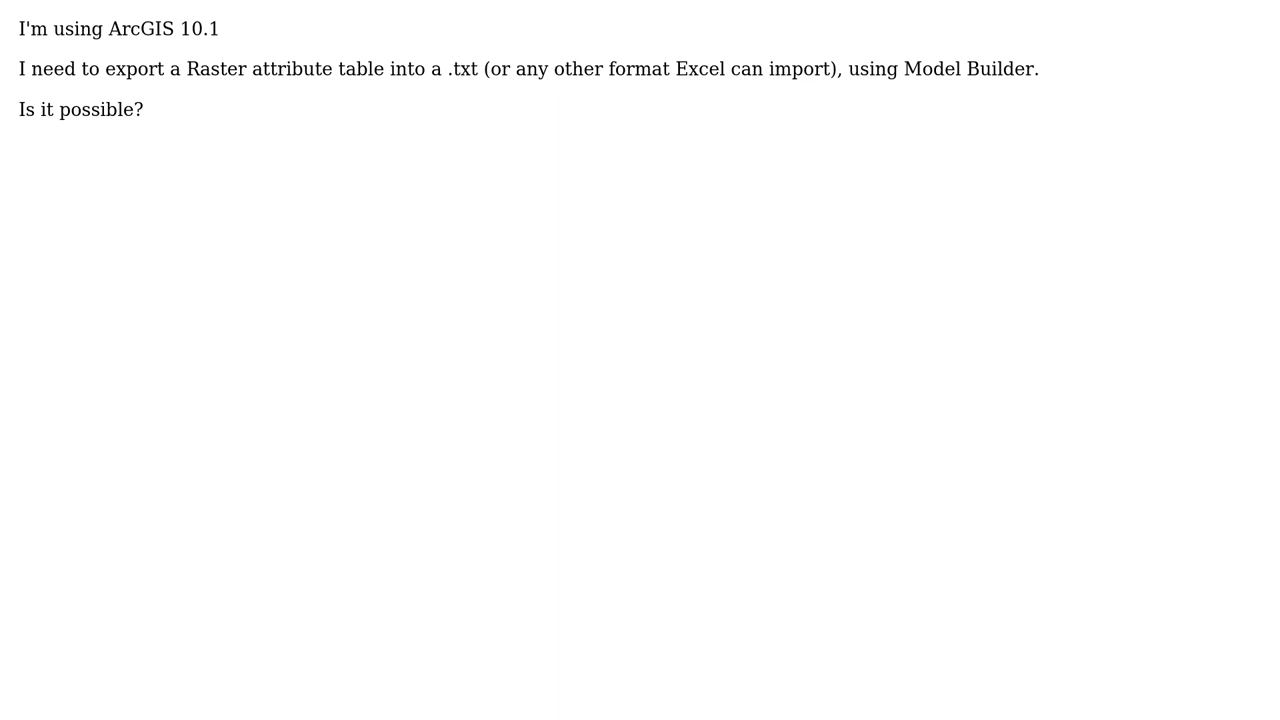 I'm using ArcGIS 10.1
I need to export a Raster attribute table into a .txt (or any other format Excel can import), using Model Builder.
Is it possible?